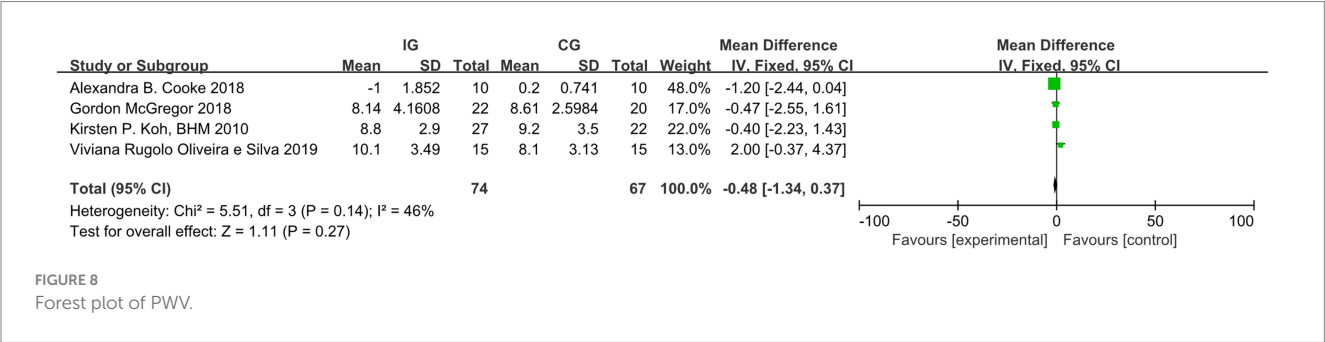 IG CG Mean Difference Mean Difference
Study or Subgroup Mean SD Total Mean SD Total Weight IV, Fixed, 95% CI IV, Fixed, 95% CI
Alexandra B. Cooke 2018 -1 1.852 10 0.2 0.741 10 48.0% -1.20 [-2.44, 0.04]
Gordon McGregor 2018 8.14 4.1608 22 8.61 2.5984 20 17.0% -0.47 [-2.55, 1.61]
Kirsten P. Koh, BHM 2010 8.8 2.9 27 9.2 3.5 22 22.0% -0.40 [-2.23, 1.43]
Viviana Rugolo Oliveira e Silva 2019 10.1 3.49 15 8.1 3.13 15 13.0% 2.00 [-0.37, 4.37]
Total (95% CI) 74 67 100.0% -0.48 [-1.34, 0.37]
Heterogeneity: Chi² = 5.51, df = 3 (P = 0.14); I² = 46%
Test for overall effect: Z = 1.11 (P = 0.27)
-100 -50 0 50 100
Favours [experimental] Favours [control]
FIGURE 8
Forest plot of PWV.